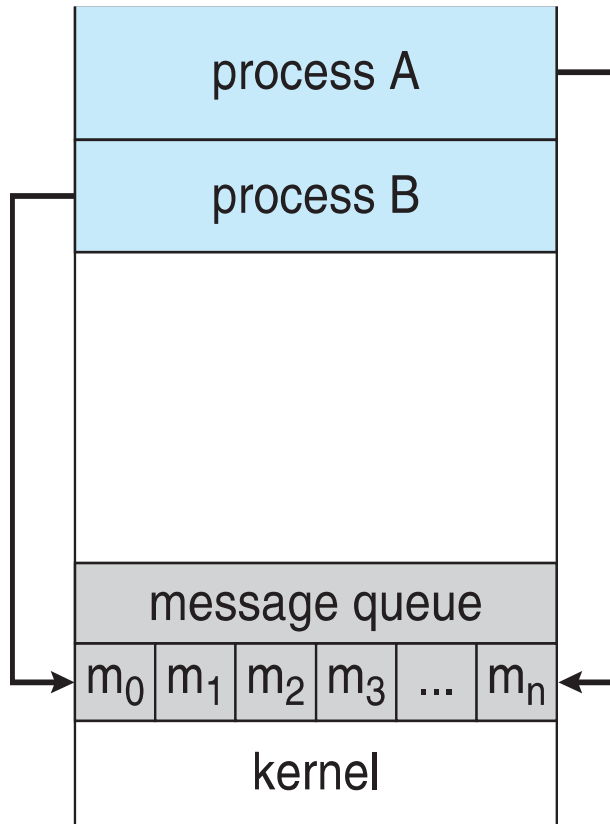 process A
process B
message queue
m₀ m₁ m₂ m₃ ... mₙ
kernel